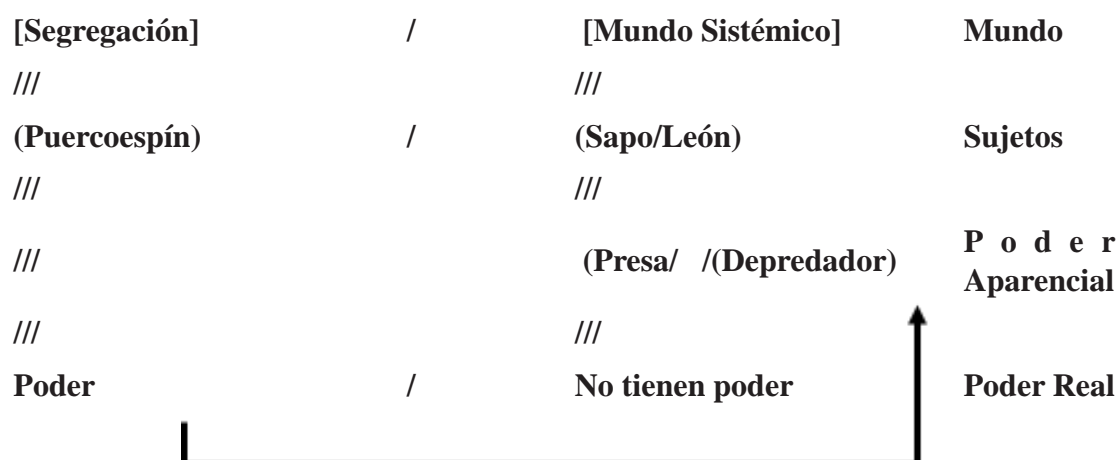 [Segregación] / [Mundo Sistémico] Mundo
/// ///
(Puercoespín) / (Sapo/León) Sujetos
/// ///
/// (Presa/ /(Depredador) P o d e r
Aparencial
/// ///
Poder / No tienen poder Poder Real